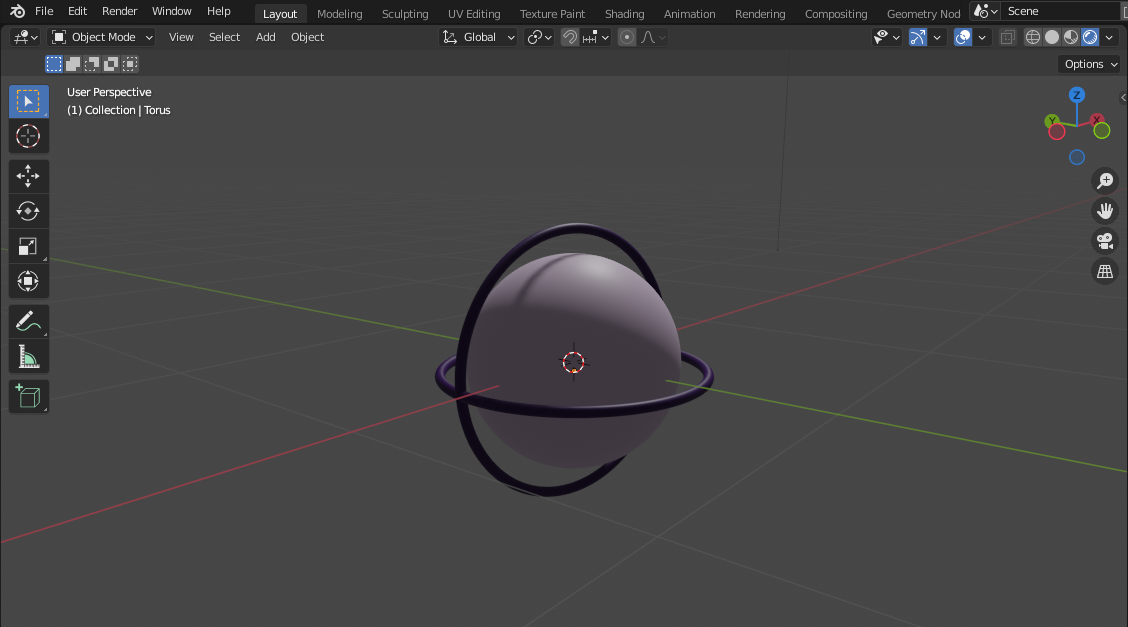 File Edit Render Window Help Layout Modeling Sculpting UV Editing Texture Paint Shading Animation Rendering Compositing Geometry Nod Scene
Object Mode View Select Add Object Global
Options
User Perspective
(1) Collection | Torus
Z
Y X